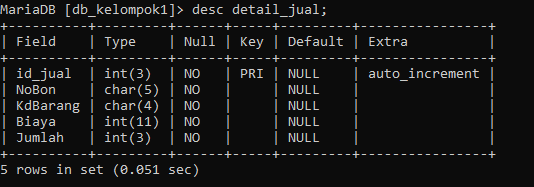 MariaDB [db_kelompok1]> desc detail_jual;
+-----------+---------+------+-----+---------+----------------+
| Field     | Type    | Null | Key | Default | Extra          |
+-----------+---------+------+-----+---------+----------------+
| id_jual   | int(3)  | NO   | PRI | NULL    | auto_increment |
| NoBon     | char(5) | NO   |     | NULL    |                |
| KdBarang  | char(4) | NO   |     | NULL    |                |
| Biaya     | int(11) | NO   |     | NULL    |                |
| Jumlah    | int(3)  | NO   |     | NULL    |                |
+-----------+---------+------+-----+---------+----------------+
5 rows in set (0.051 sec)